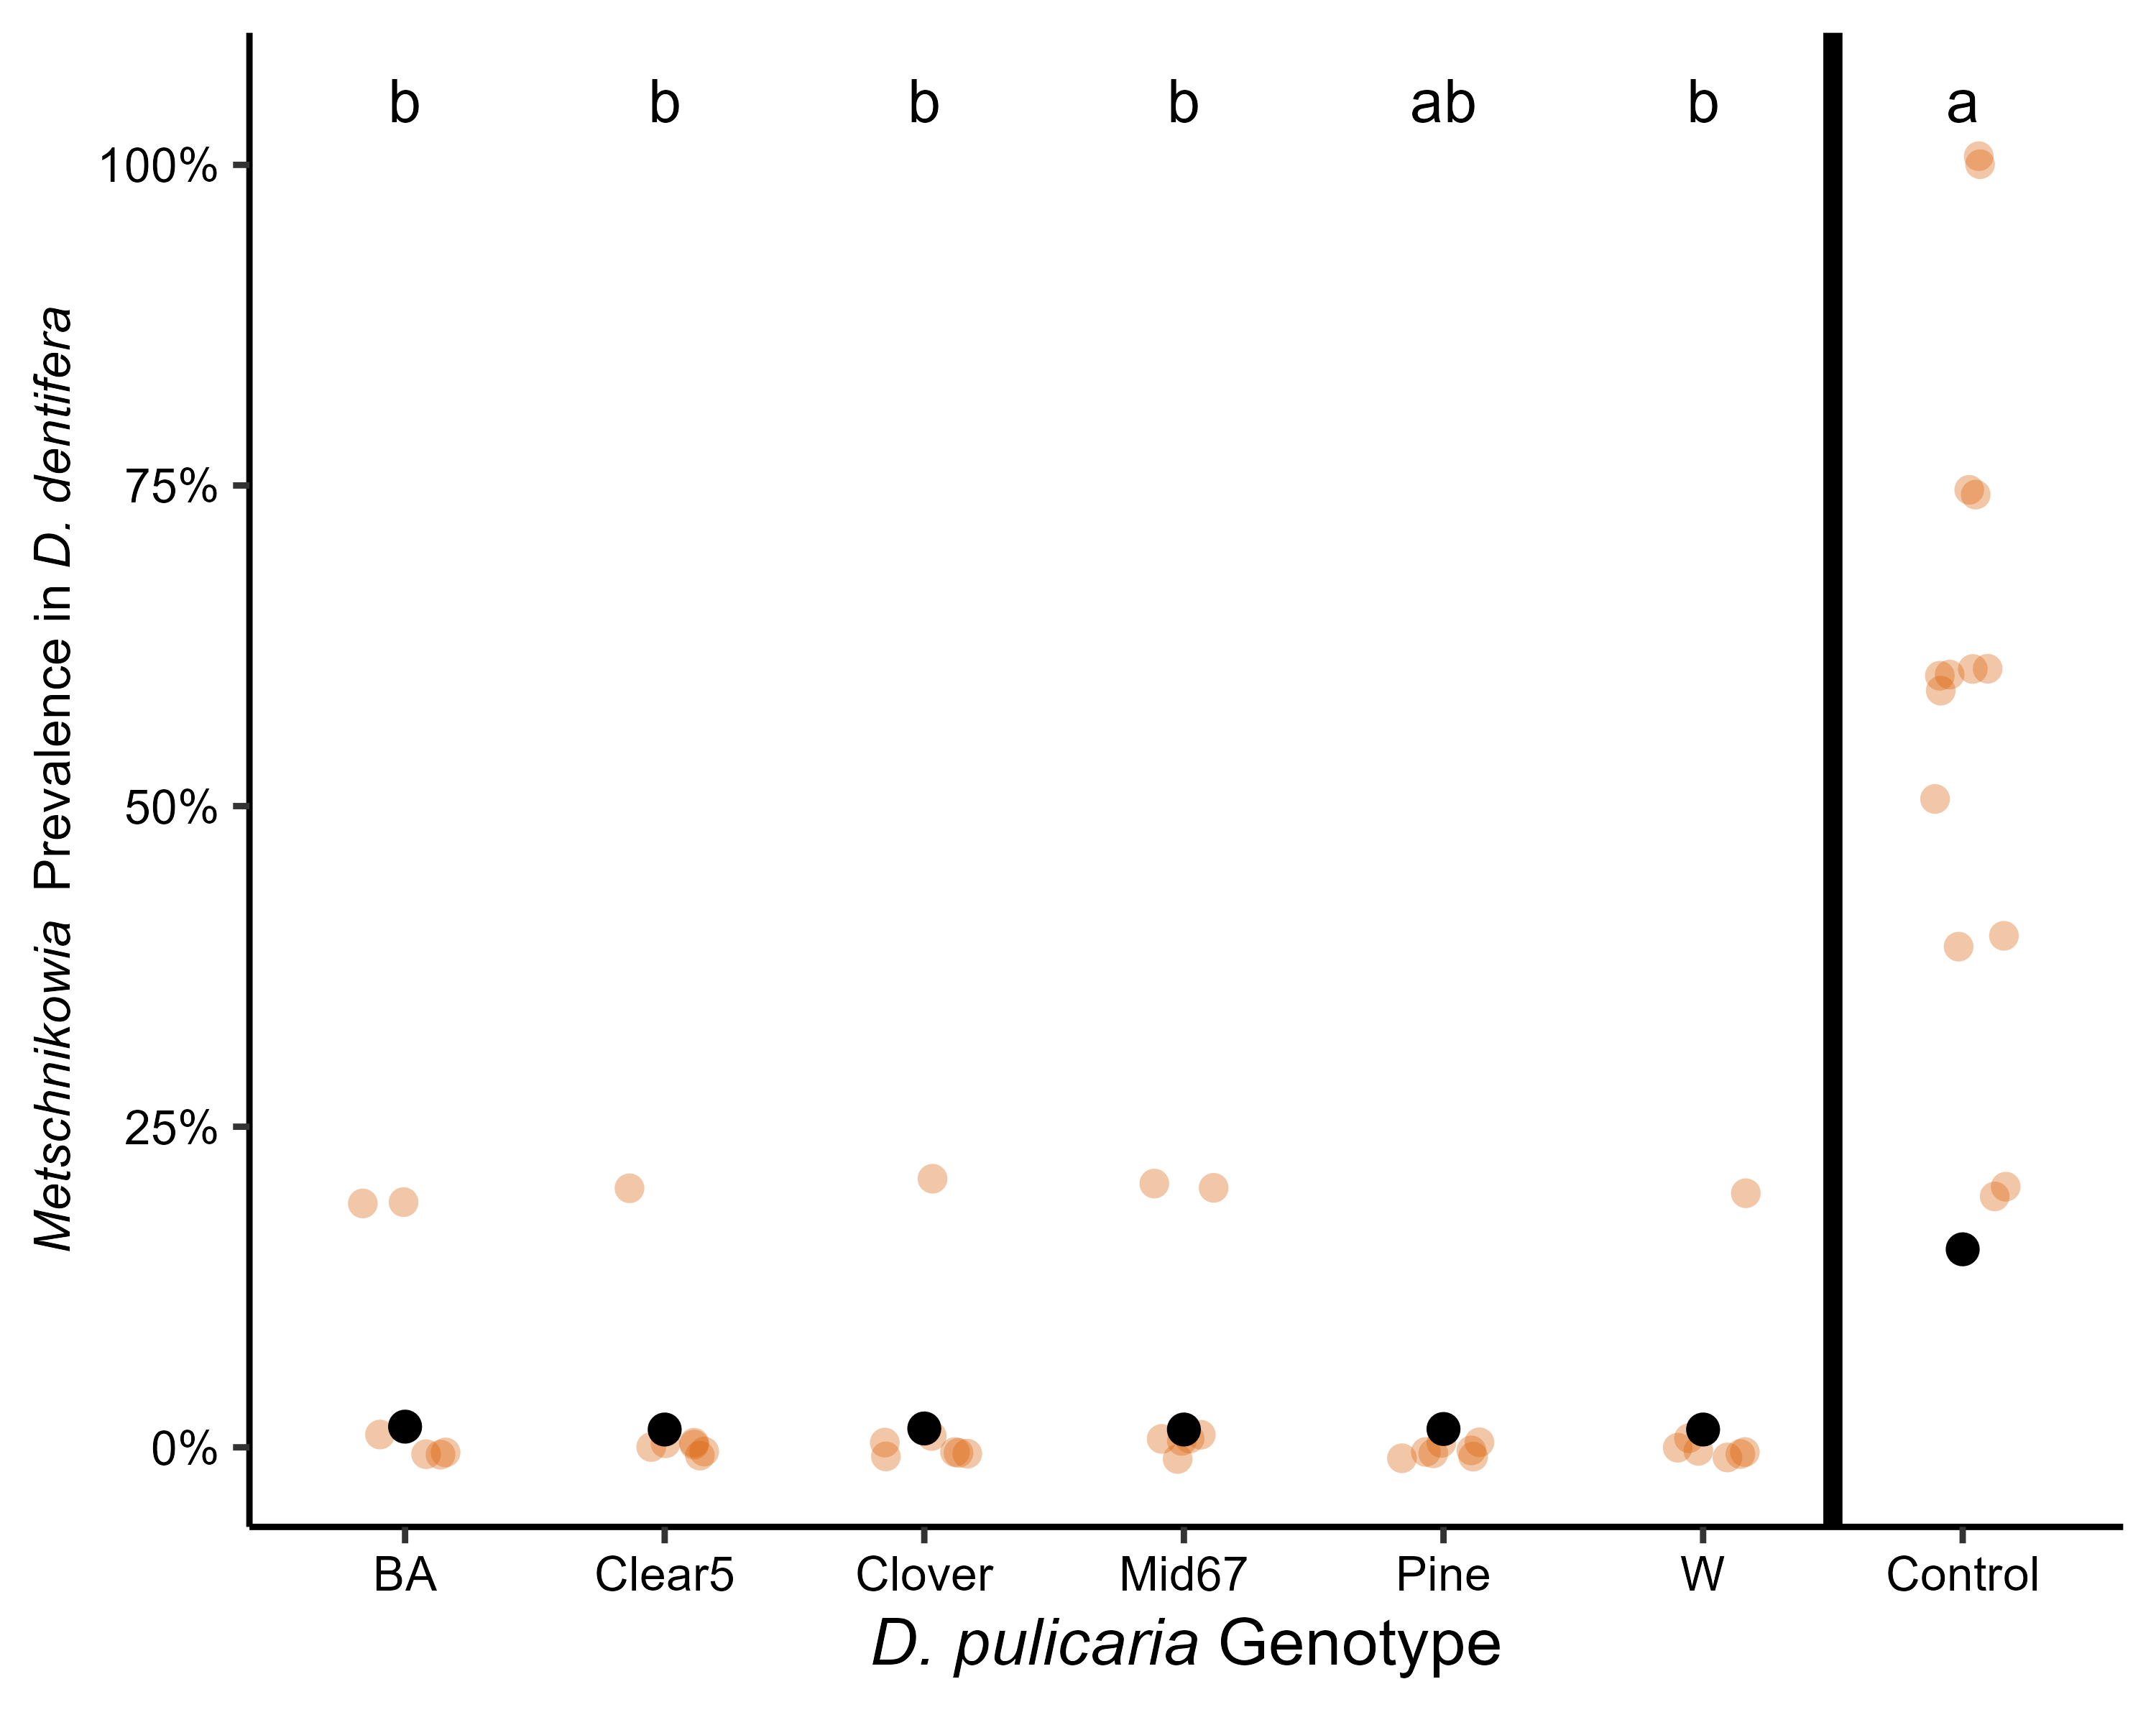 b b b b ab b a
100%
75%
50%
25%
0%
Metschnikowia Prevalence in D. dentifera
BA Clear5 Clover Mid67 Pine W Control
D. pulicaria Genotype